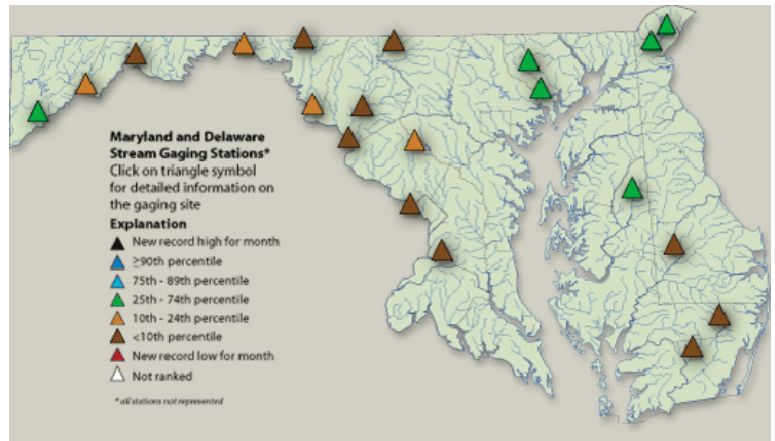 Maryland and Delaware
Stream Gaging Stations*
Click on triangle symbol
for detailed information on
the gaging site
Explanation
New record high for month
≥90th percentile
75th - 89th percentile
25th - 74th percentile
10th - 24th percentile
<10th percentile
New record low for month
Not ranked
* all stations not represented